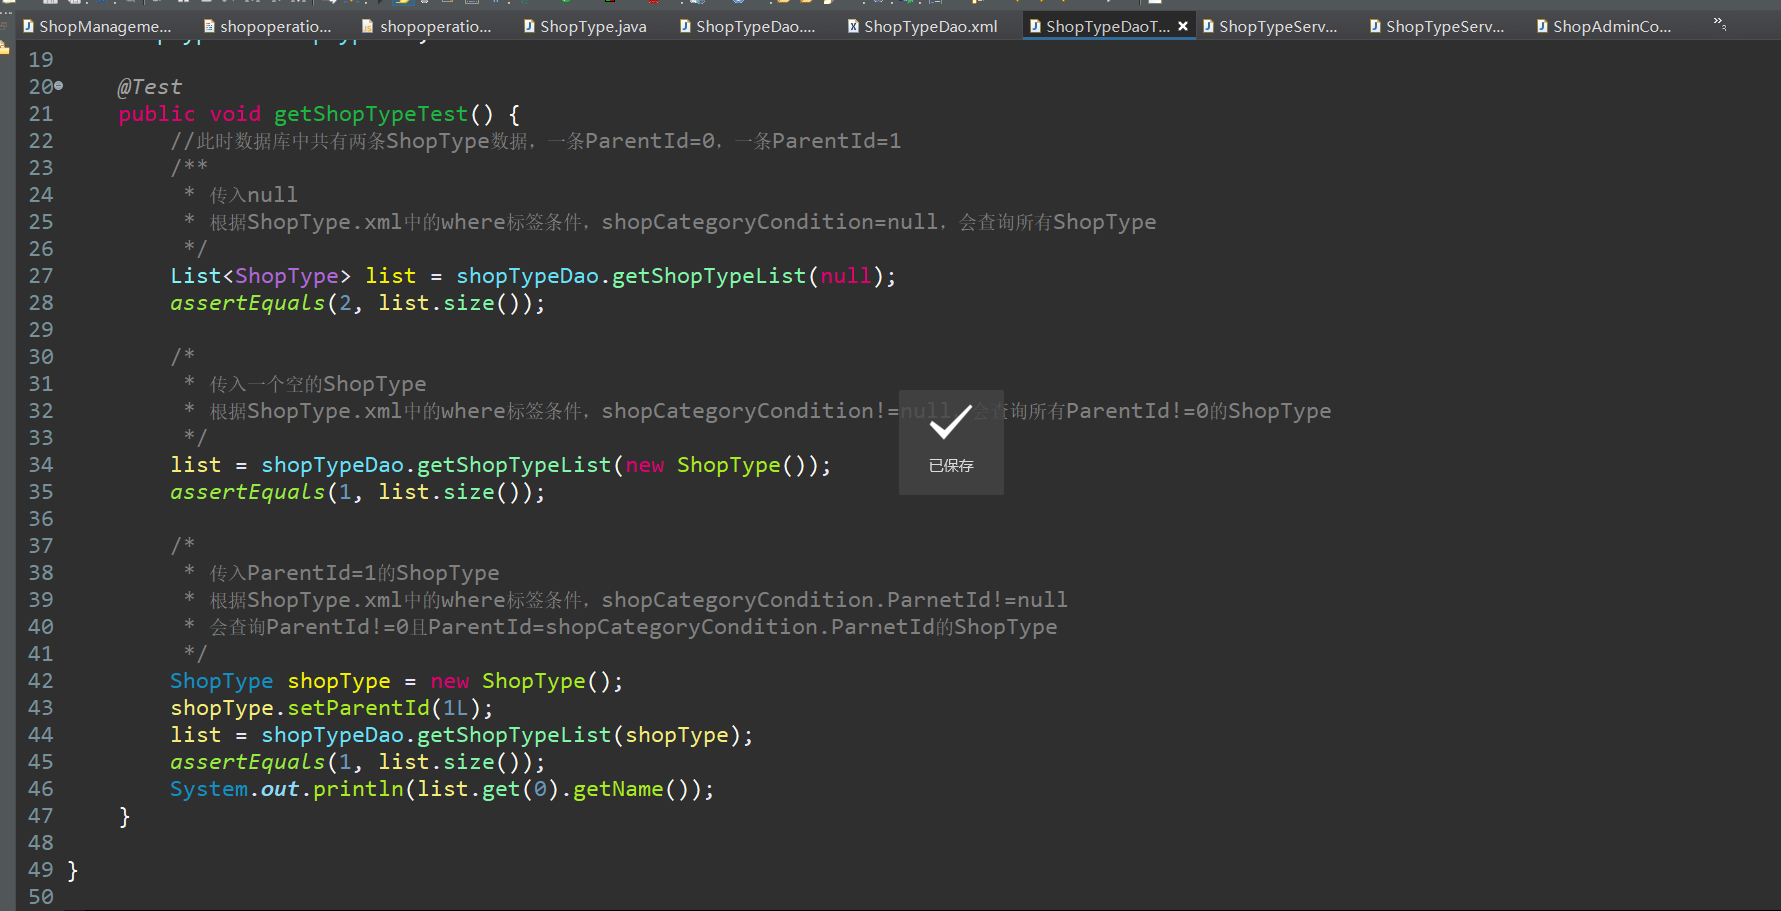 ShopManageme... shopoperatio... shopoperatio... ShopType.java ShopTypeDao.... ShopTypeDao.xml ShopTypeDaoT... ShopTypeServ... ShopTypeServ... ShopAdminCo...
19
20 @Test
21 public void getShopTypeTest() {
22 //此时数据库中共有两条ShopType数据，一条ParentId=0，一条ParentId=1
23 /**
24 * 传入null
25 * 根据ShopType.xml中的where标签条件，shopCategoryCondition=null，会查询所有ShopType
26 */
27 List<ShopType> list = shopTypeDao.getShopTypeList(null);
28 assertEquals(2, list.size());
29
30 /*
31 * 传入一个空的ShopType
32 * 根据ShopType.xml中的where标签条件，shopCategoryCondition!=null，会查询所有ParentId!=0的ShopType
33 */
34 list = shopTypeDao.getShopTypeList(new ShopType());
35 assertEquals(1, list.size());
36
37 /*
38 * 传入ParentId=1的ShopType
39 * 根据ShopType.xml中的where标签条件，shopCategoryCondition.ParnetId!=null
40 * 会查询ParentId!=0且ParentId=shopCategoryCondition.ParnetId的ShopType
41 */
42 ShopType shopType = new ShopType();
43 shopType.setParentId(1L);
44 list = shopTypeDao.getShopTypeList(shopType);
45 assertEquals(1, list.size());
46 System.out.println(list.get(0).getName());
47 }
48
49 }
50
已保存